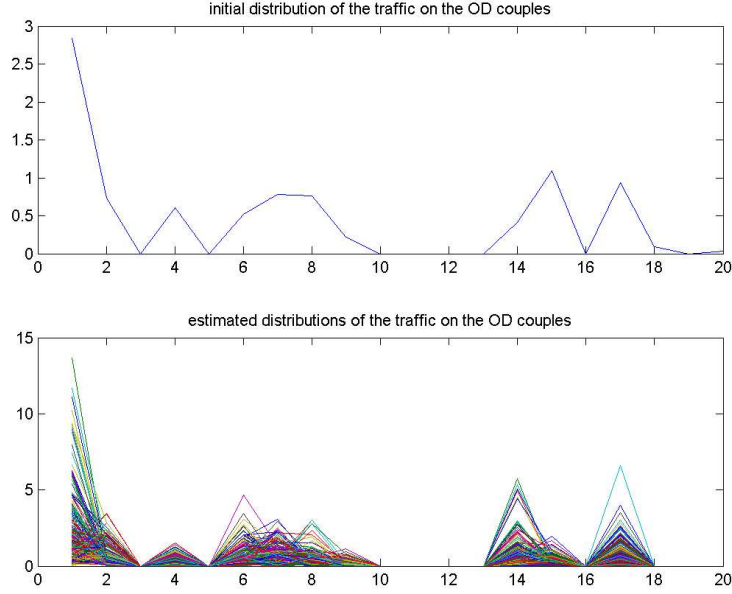 initial distribution of the traffic on the OD couples
3
2.5
2
1.5
1
0.5
0
0 2 4 6 8 10 12 14 16 18 20
estimated distributions of the traffic on the OD couples
15
10
5
0
0 2 4 6 8 10 12 14 16 18 20